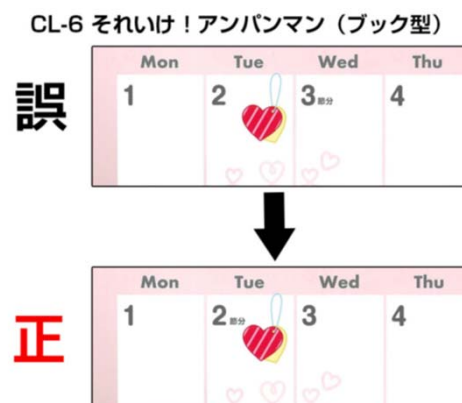 CL-6 それいけ！アンパンマン（ブック型）
Mon Tue Wed Thu
誤
1 2 3節分 4
Mon Tue Wed Thu
正
1 2節分 3 4